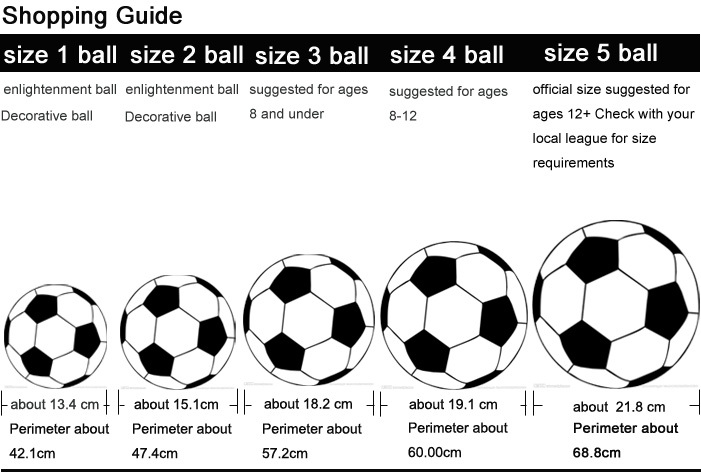 Shopping Guide
size 1 ball size 2 ball size 3 ball size 4 ball size 5 ball
enlightenment ball
Decorative ball
enlightenment ball
Decorative ball
suggested for ages
8 and under
suggested for ages
8-12
official size suggested for
ages 12+ Check with your
local league for size
requirements
about 13.4 cm
Perimeter about
42.1cm
about 15.1cm
Perimeter about
47.4cm
about 18.2 cm
Perimeter about
57.2cm
about 19.1 cm
Perimeter about
60.00cm
about 21.8 cm
Perimeter about
68.8cm